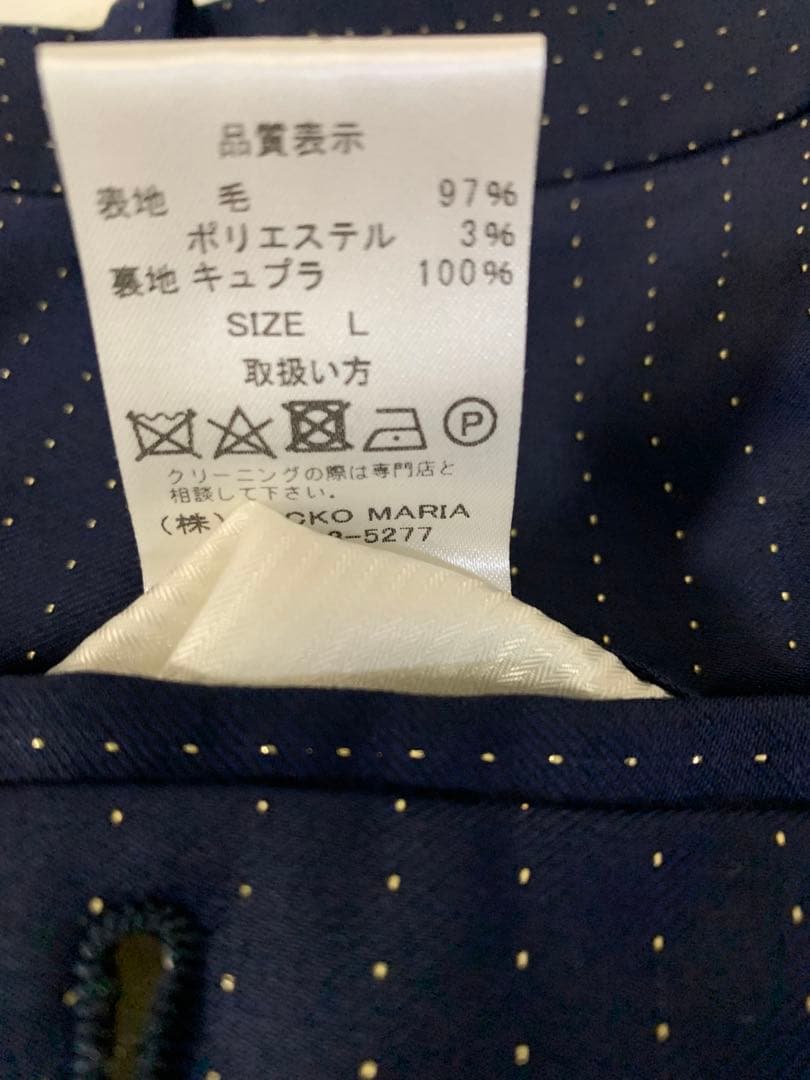 品質表示
表地 毛 97%
ポリエステル 3%
裏地 キュプラ 100%
SIZE L
取扱い方
P
クリーニングの際は専門店と
相談して下さい。
(株) CKO MARIA
-5277